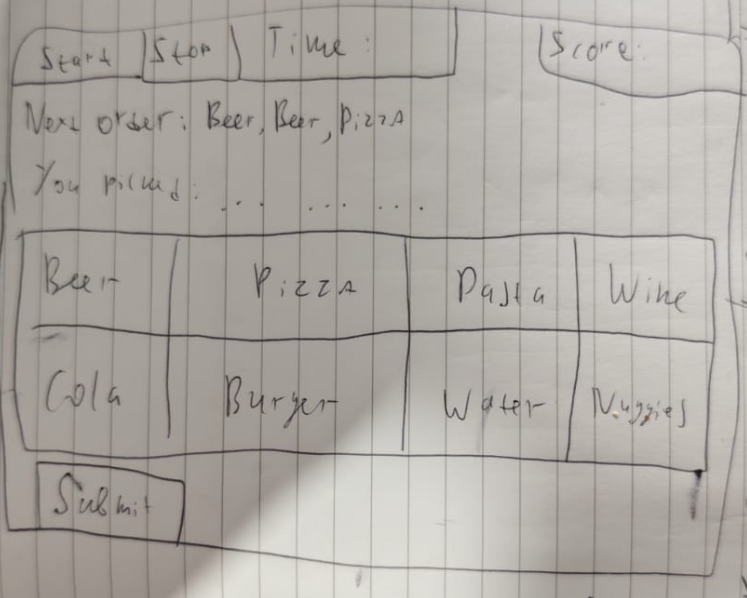 Start Stop Time: Score:
Next order: Beer, Beer, Pizza
You picked: ... ... ...
Beer Pizza Pasta Wine
Cola Burger Water Nuggies
Submit